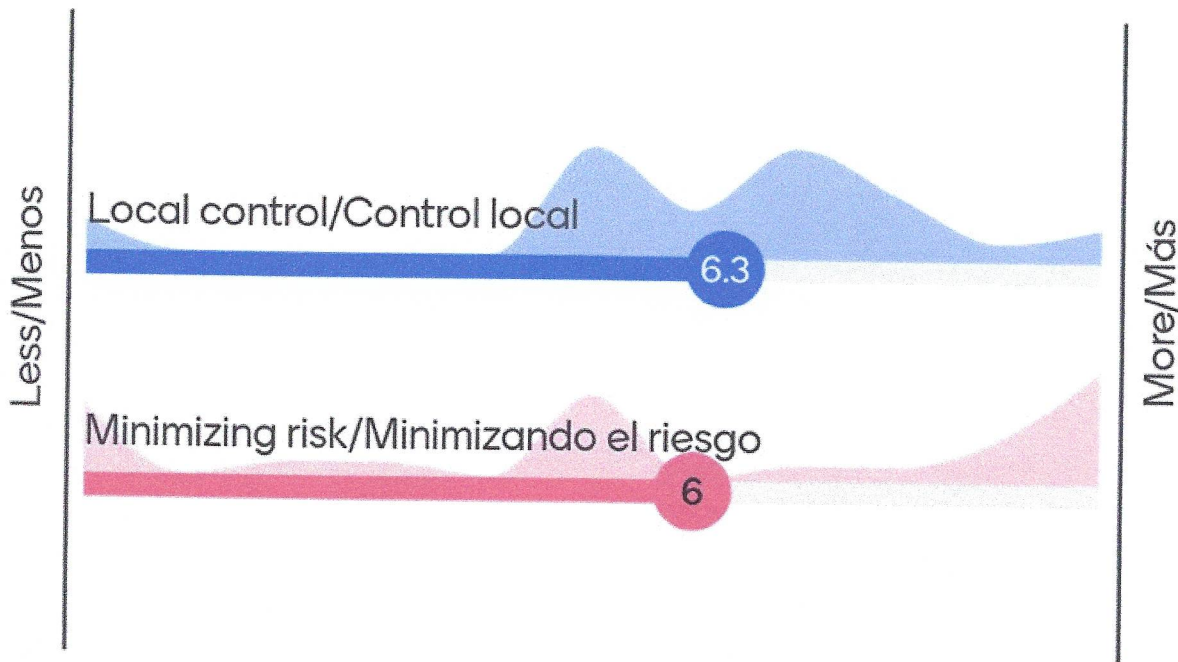 Less/Menos
Local control/Control local
6.3
Minimizing risk/Minimizando el riesgo
6
More/Más